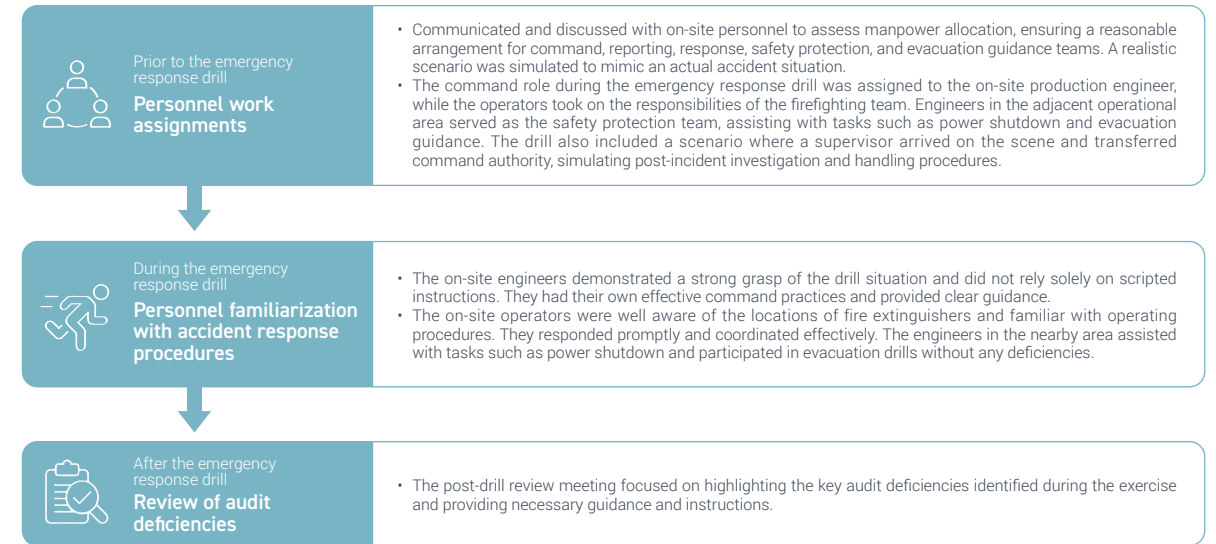 Prior to the emergency
response drill
Personnel work
assignments
• Communicated and discussed with on-site personnel to assess manpower allocation, ensuring a reasonable
arrangement for command, reporting, response, safety protection, and evacuation guidance teams. A realistic
scenario was simulated to mimic an actual accident situation.
• The command role during the emergency response drill was assigned to the on-site production engineer,
while the operators took on the responsibilities of the firefighting team. Engineers in the adjacent operational
area served as the safety protection team, assisting with tasks such as power shutdown and evacuation
guidance. The drill also included a scenario where a supervisor arrived on the scene and transferred
command authority, simulating post-incident investigation and handling procedures.
During the emergency
response drill
Personnel familiarization
with accident response
procedures
• The on-site engineers demonstrated a strong grasp of the drill situation and did not rely solely on scripted
instructions. They had their own effective command practices and provided clear guidance.
• The on-site operators were well aware of the locations of fire extinguishers and familiar with operating
procedures. They responded promptly and coordinated effectively. The engineers in the nearby area assisted
with tasks such as power shutdown and participated in evacuation drills without any deficiencies.
After the emergency
response drill
Review of audit
deficiencies
• The post-drill review meeting focused on highlighting the key audit deficiencies identified during the exercise
and providing necessary guidance and instructions.